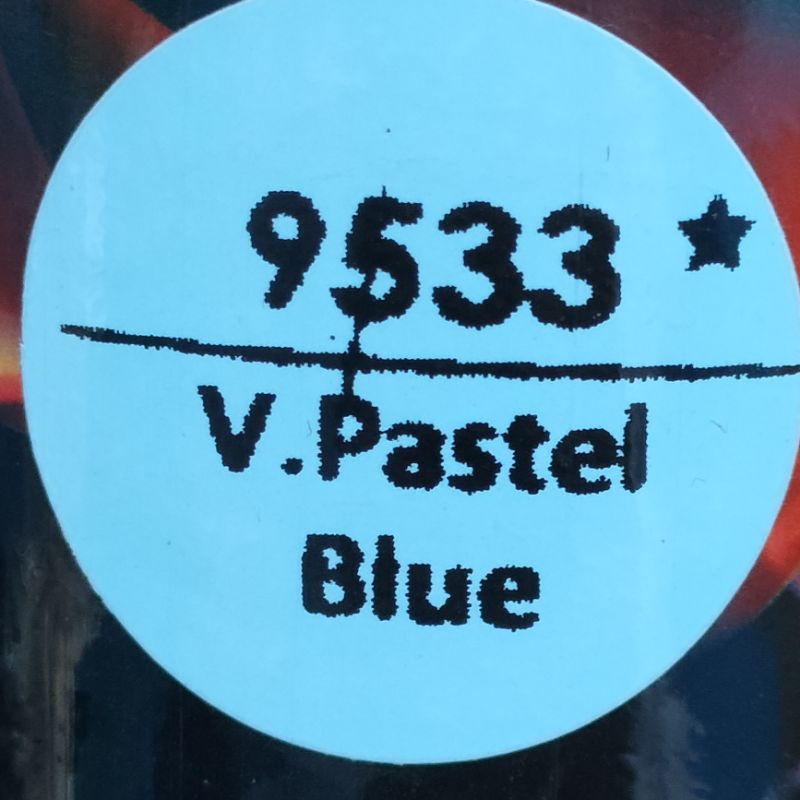 9533 ★
V.Pastel
Blue